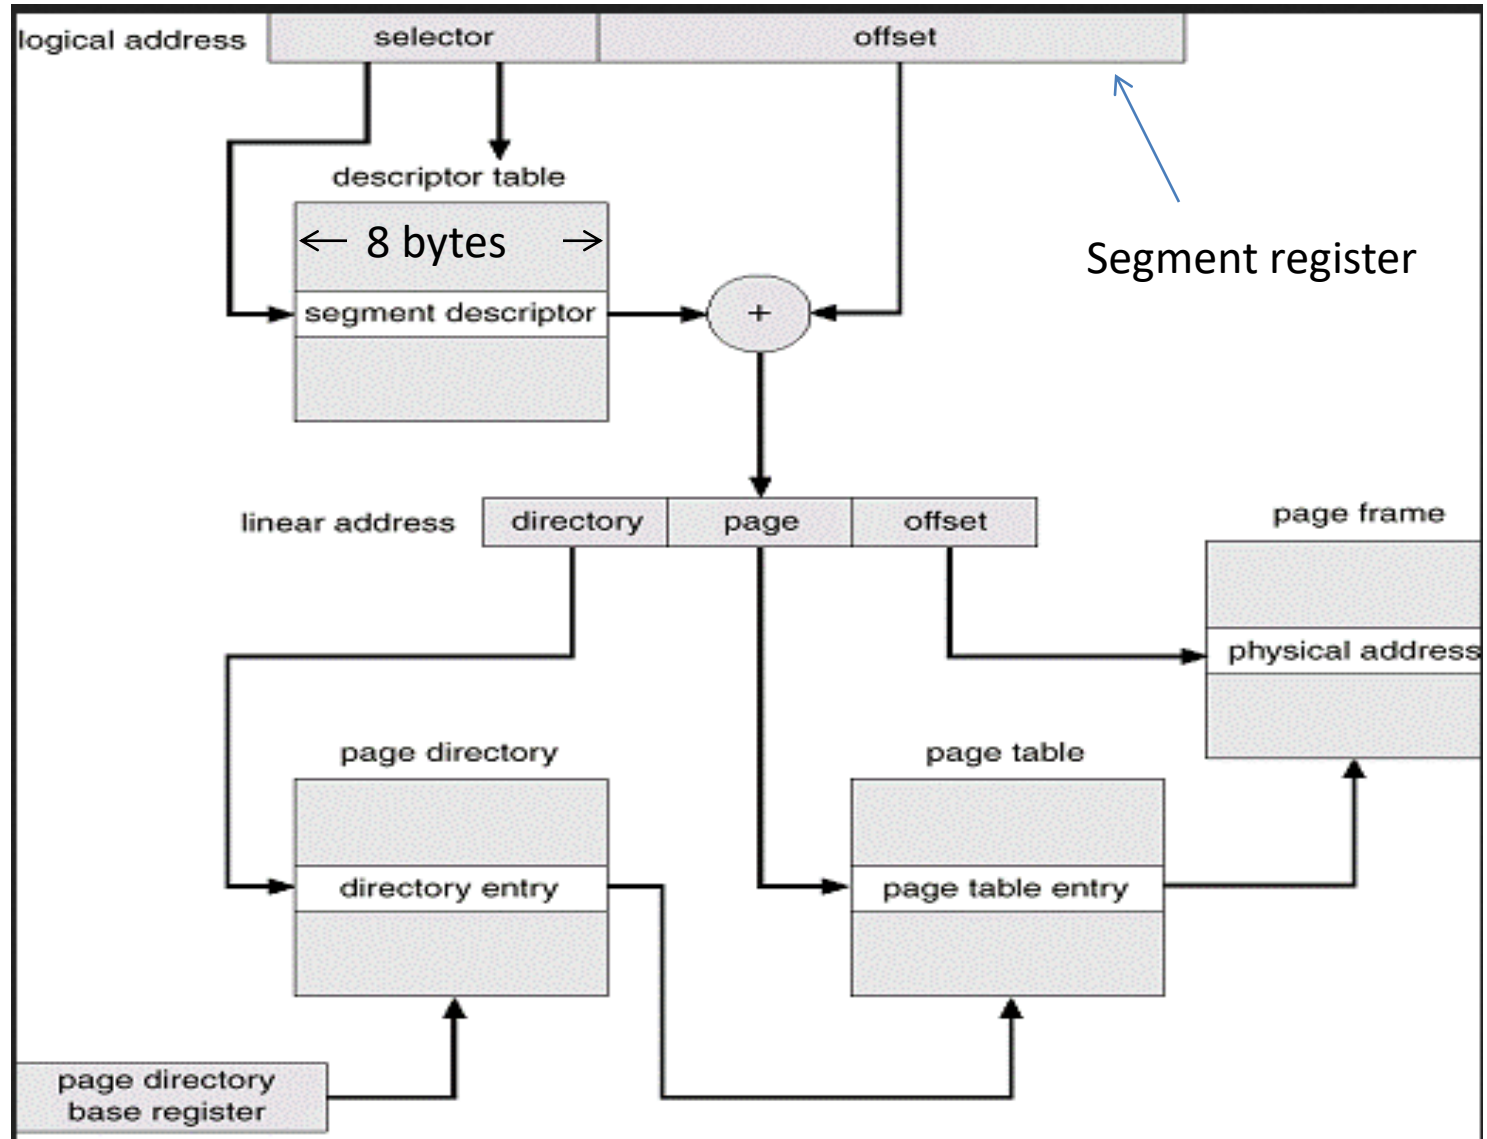 logical address
selector
offset
descriptor table
← 8 bytes →
Segment register
segment descriptor
+
linear address
directory
page
offset
page frame
physical address
page directory
page table
directory entry
page table entry
page directory
base register